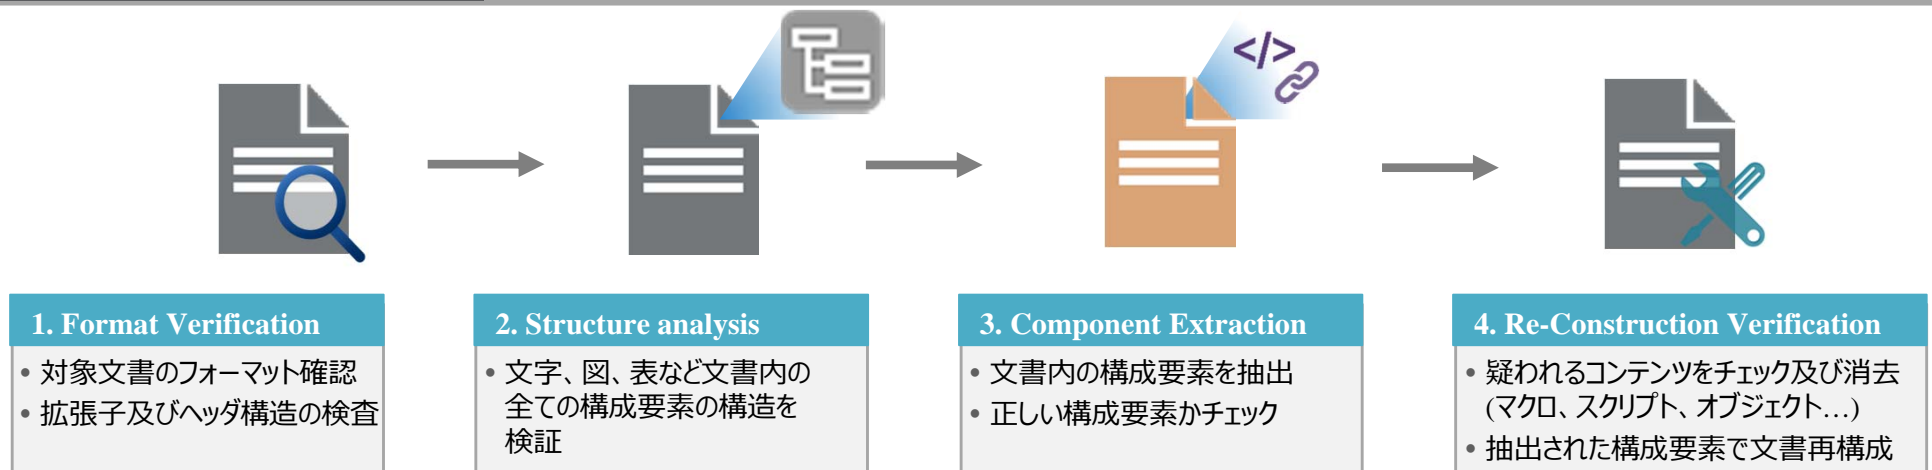 </>
1. Format Verification
• 対象文書のフォーマット確認
• 拡張子及びヘッダ構造の検査
2. Structure analysis
• 文字、図、表など文書内の
全ての構成要素の構造を
検証
3. Component Extraction
• 文書内の構成要素を抽出
• 正しい構成要素かチェック
4. Re-Construction Verification
• 疑われるコンテンツをチェック及び消去
(マクロ、スクリプト、オブジェクト…)
• 抽出された構成要素で文書再構成